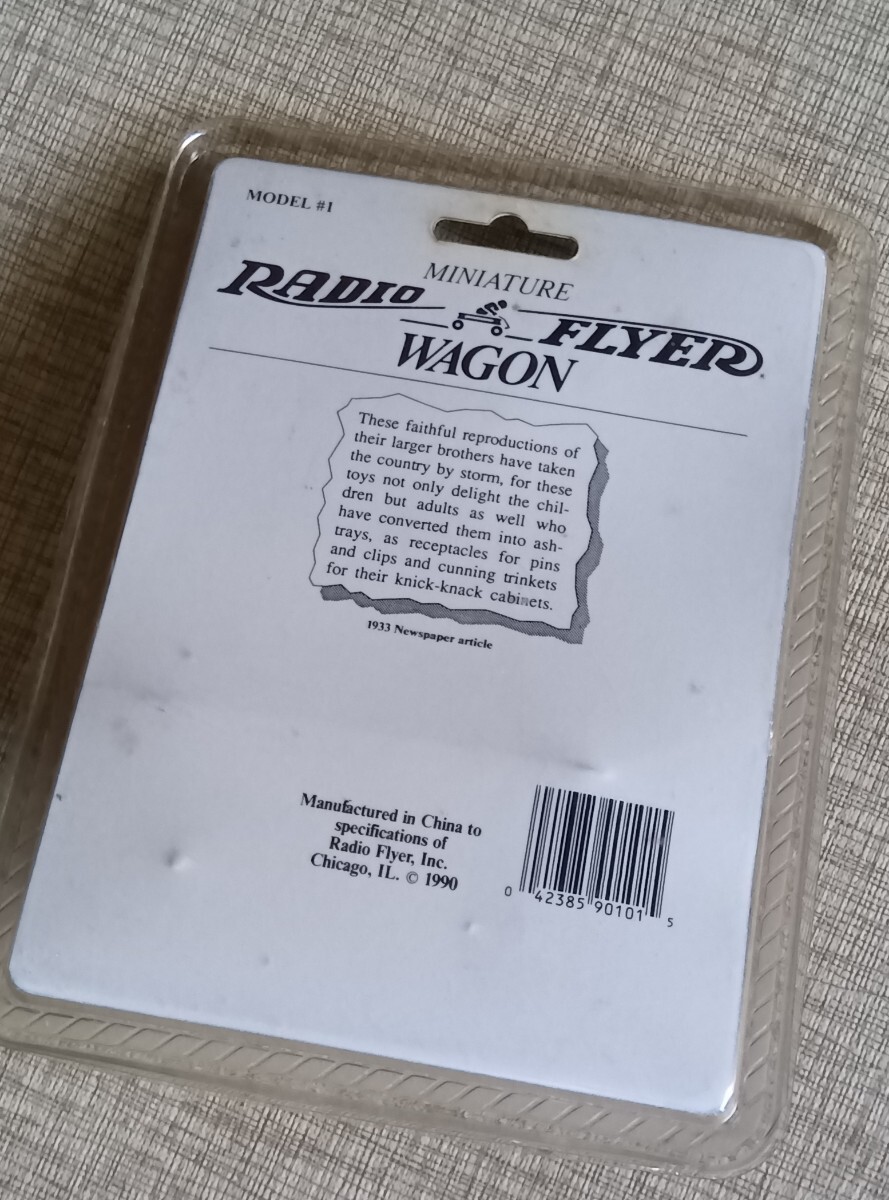 MODEL #1
MINIATURE
RADIO FLYER
WAGON
These faithful reproductions of
their larger brothers have taken
the country by storm, for these
toys not only delight the chil-
dren but adults as well who
have converted them into ash-
trays, as receptacles for pins
and clips and cunning trinkets
for their knick-knack cabinets.
1933 Newspaper article
Manufactured in China to
specifications of
Radio Flyer, Inc.
Chicago, IL. © 1990
0 42385 90101 5